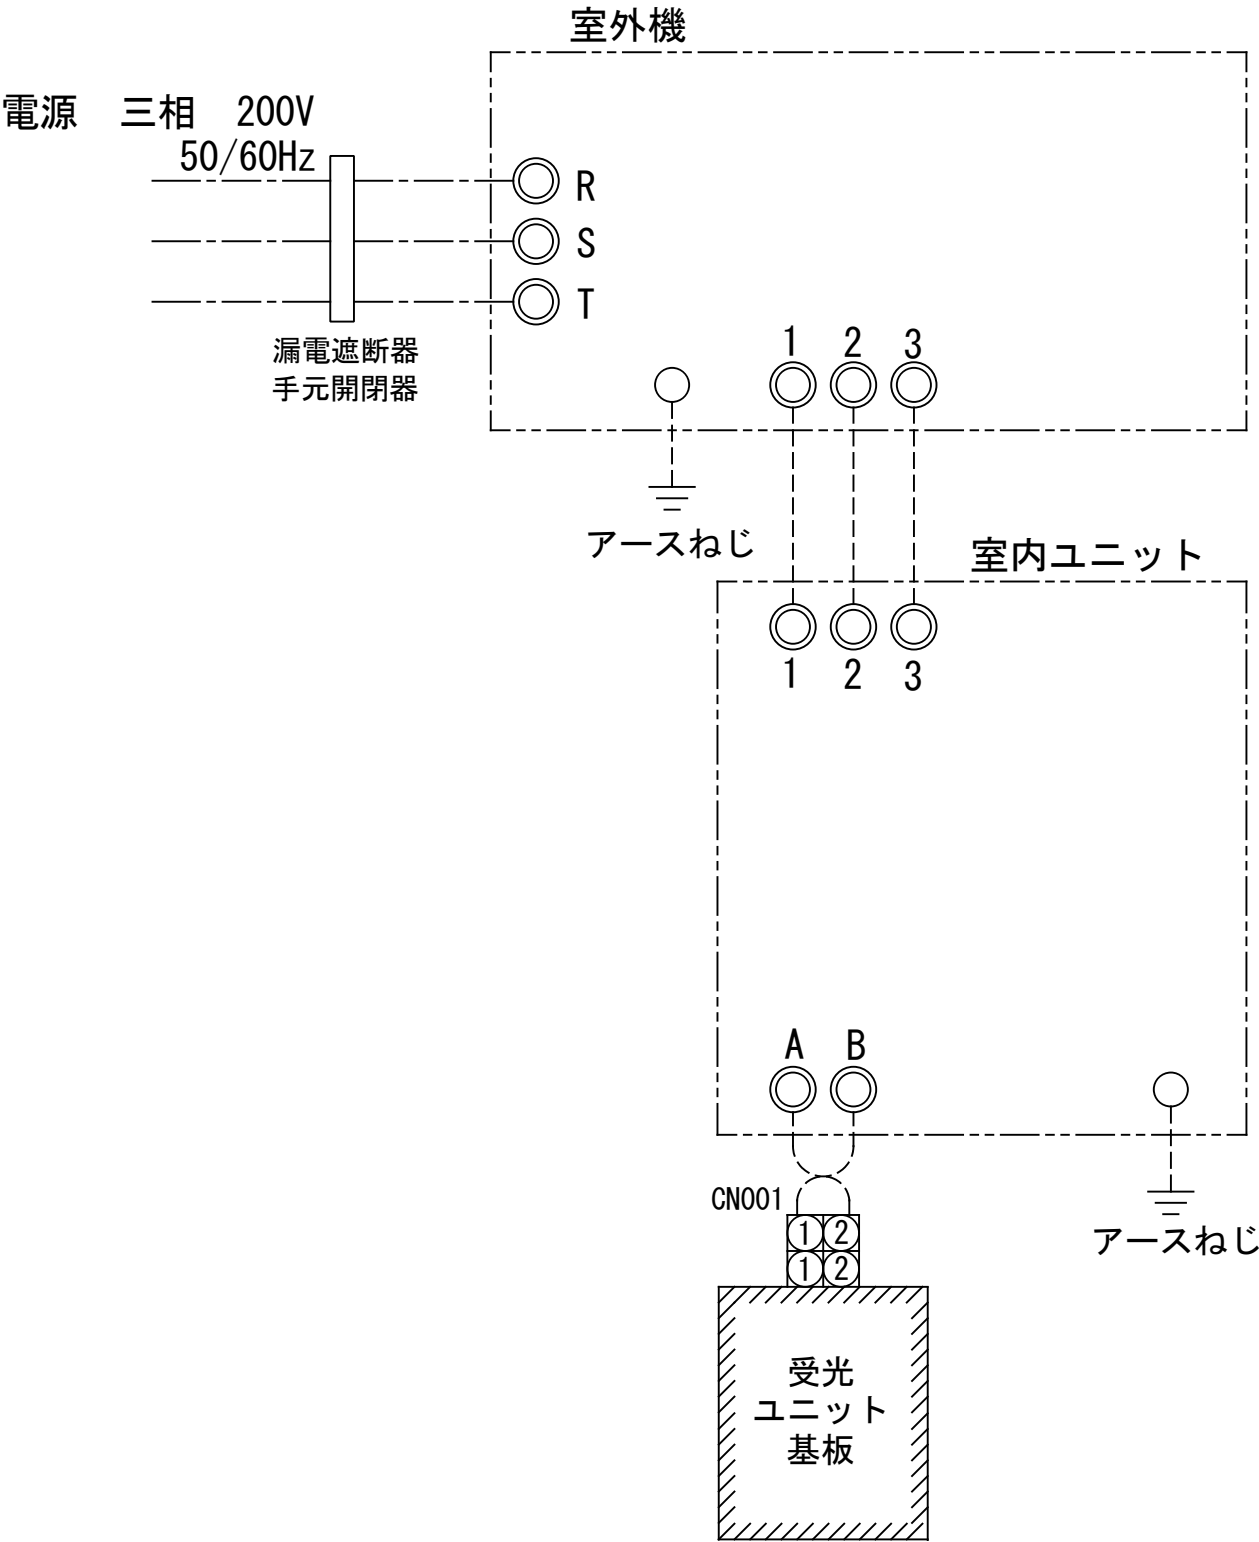 室外機
電源　三相　200V
50/60Hz
R
S
T
漏電遮断器
手元開閉器
1 2 3
アースねじ
室内ユニット
1 2 3
A B
アースねじ
CN001
1 2
1 2
受光
ユニット
基板